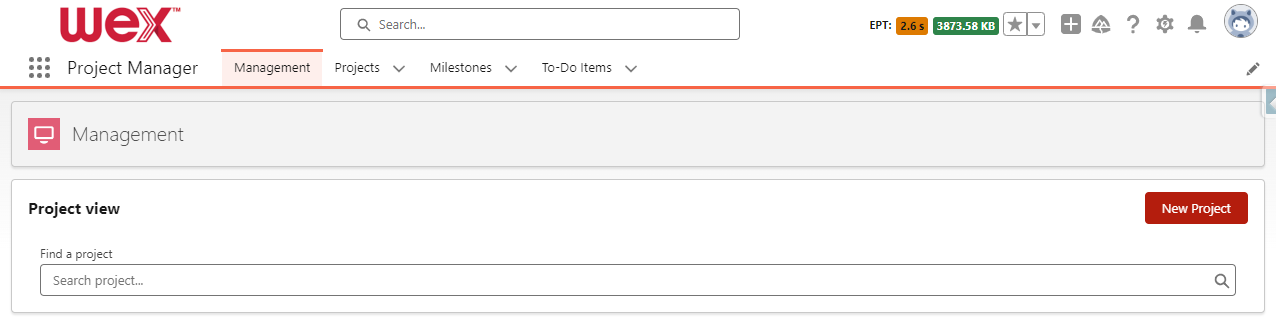 wex™
Search...
EPT: 2.6 s 3873.58 KB
Project Manager
Management
Projects
Milestones
To-Do Items
Management
Project view
New Project
Find a project
Search project...